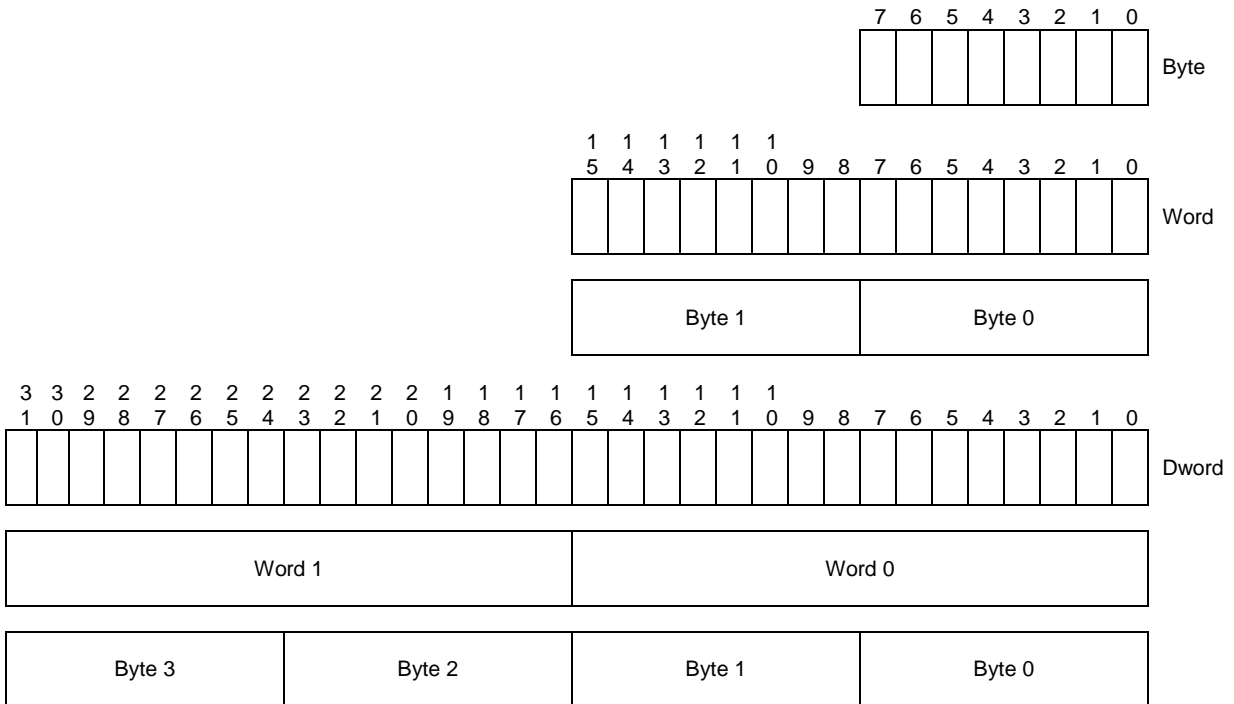 7 6 5 4 3 2 1 0
Byte
1 1 1 1 1 1
5 4 3 2 1 0 9 8 7 6 5 4 3 2 1 0
Word
Byte 1 Byte 0
3 3 2 2 2 2 2 2 2 2 2 2 1 1 1 1 1 1 1 1 1 1
1 0 9 8 7 6 5 4 3 2 1 0 9 8 7 6 5 4 3 2 1 0 9 8 7 6 5 4 3 2 1 0
Dword
Word 1 Word 0
Byte 3 Byte 2 Byte 1 Byte 0